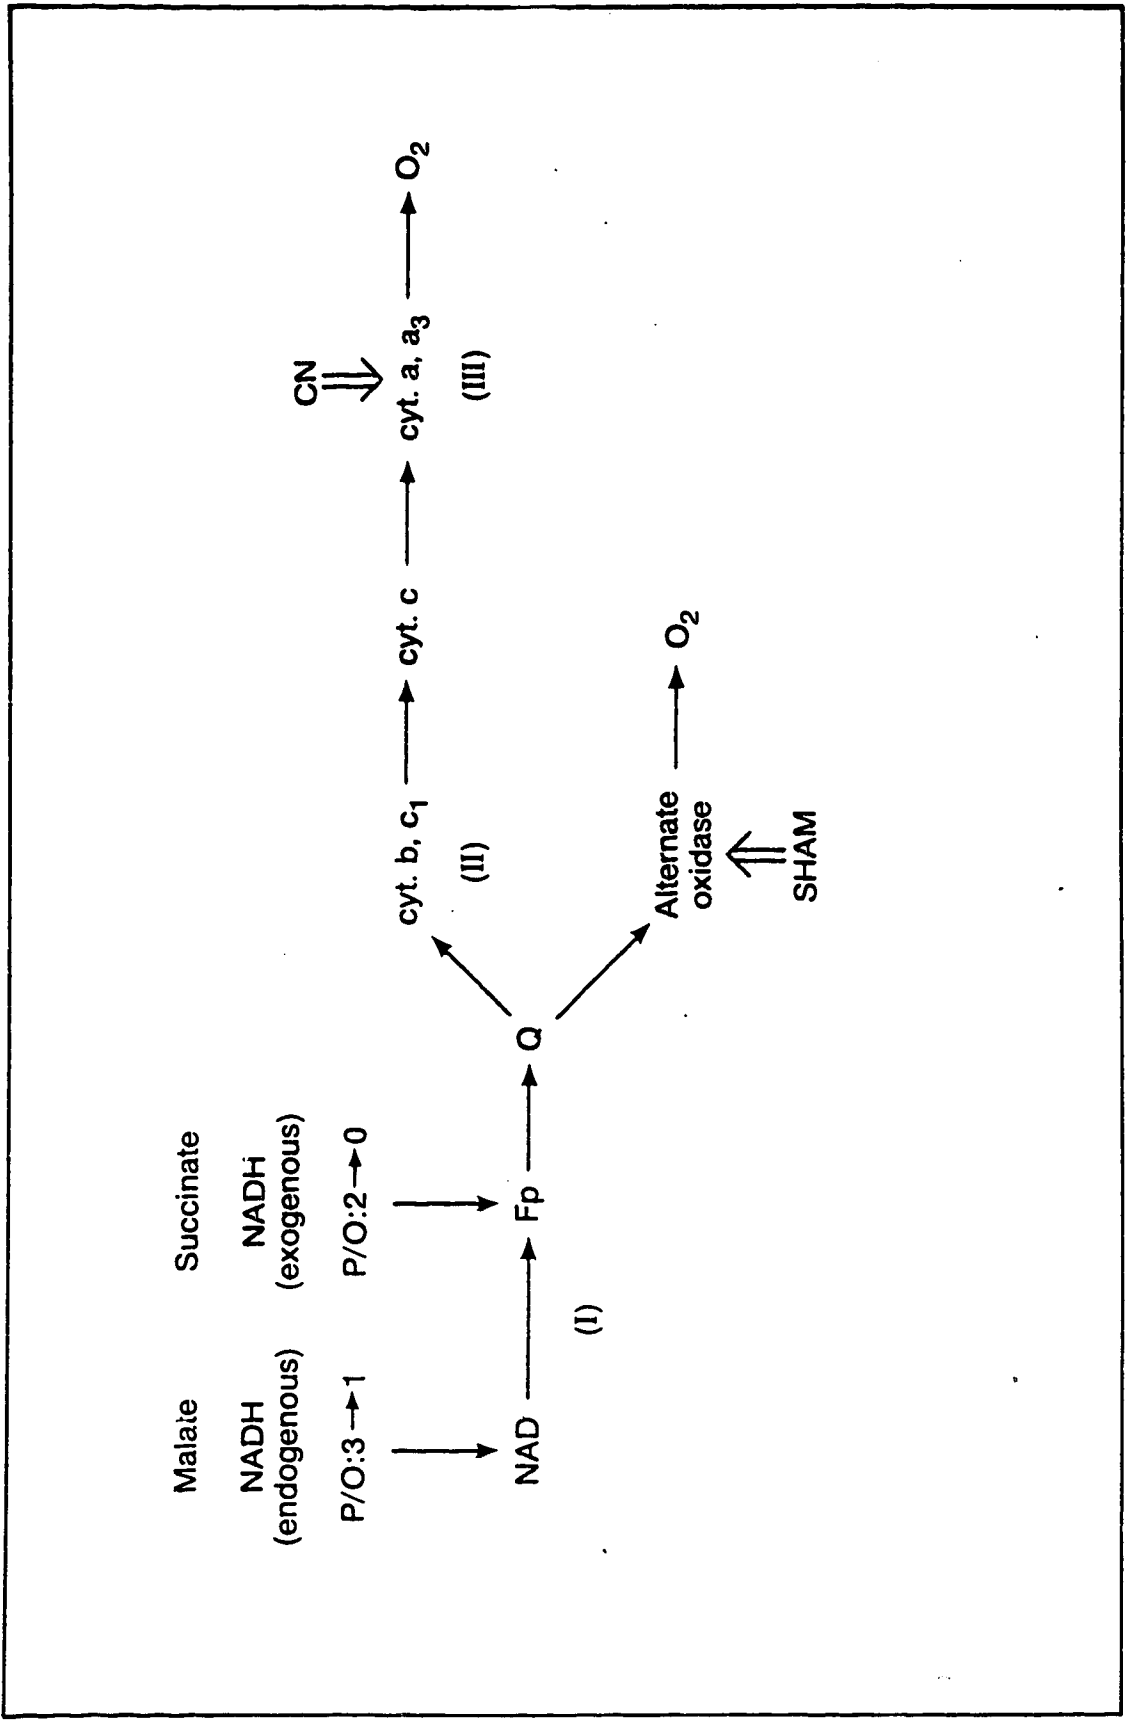 Malate
NADH
(endogenous)
P/O:3→1
Succinate
NADH
(exogenous)
P/O:2→0
NAD
(I)
Fp
Q
cyt. b, c₁
(II)
cyt. c
CN
cyt. a, a₃
(III)
O₂
Alternate
oxidase
SHAM
O₂